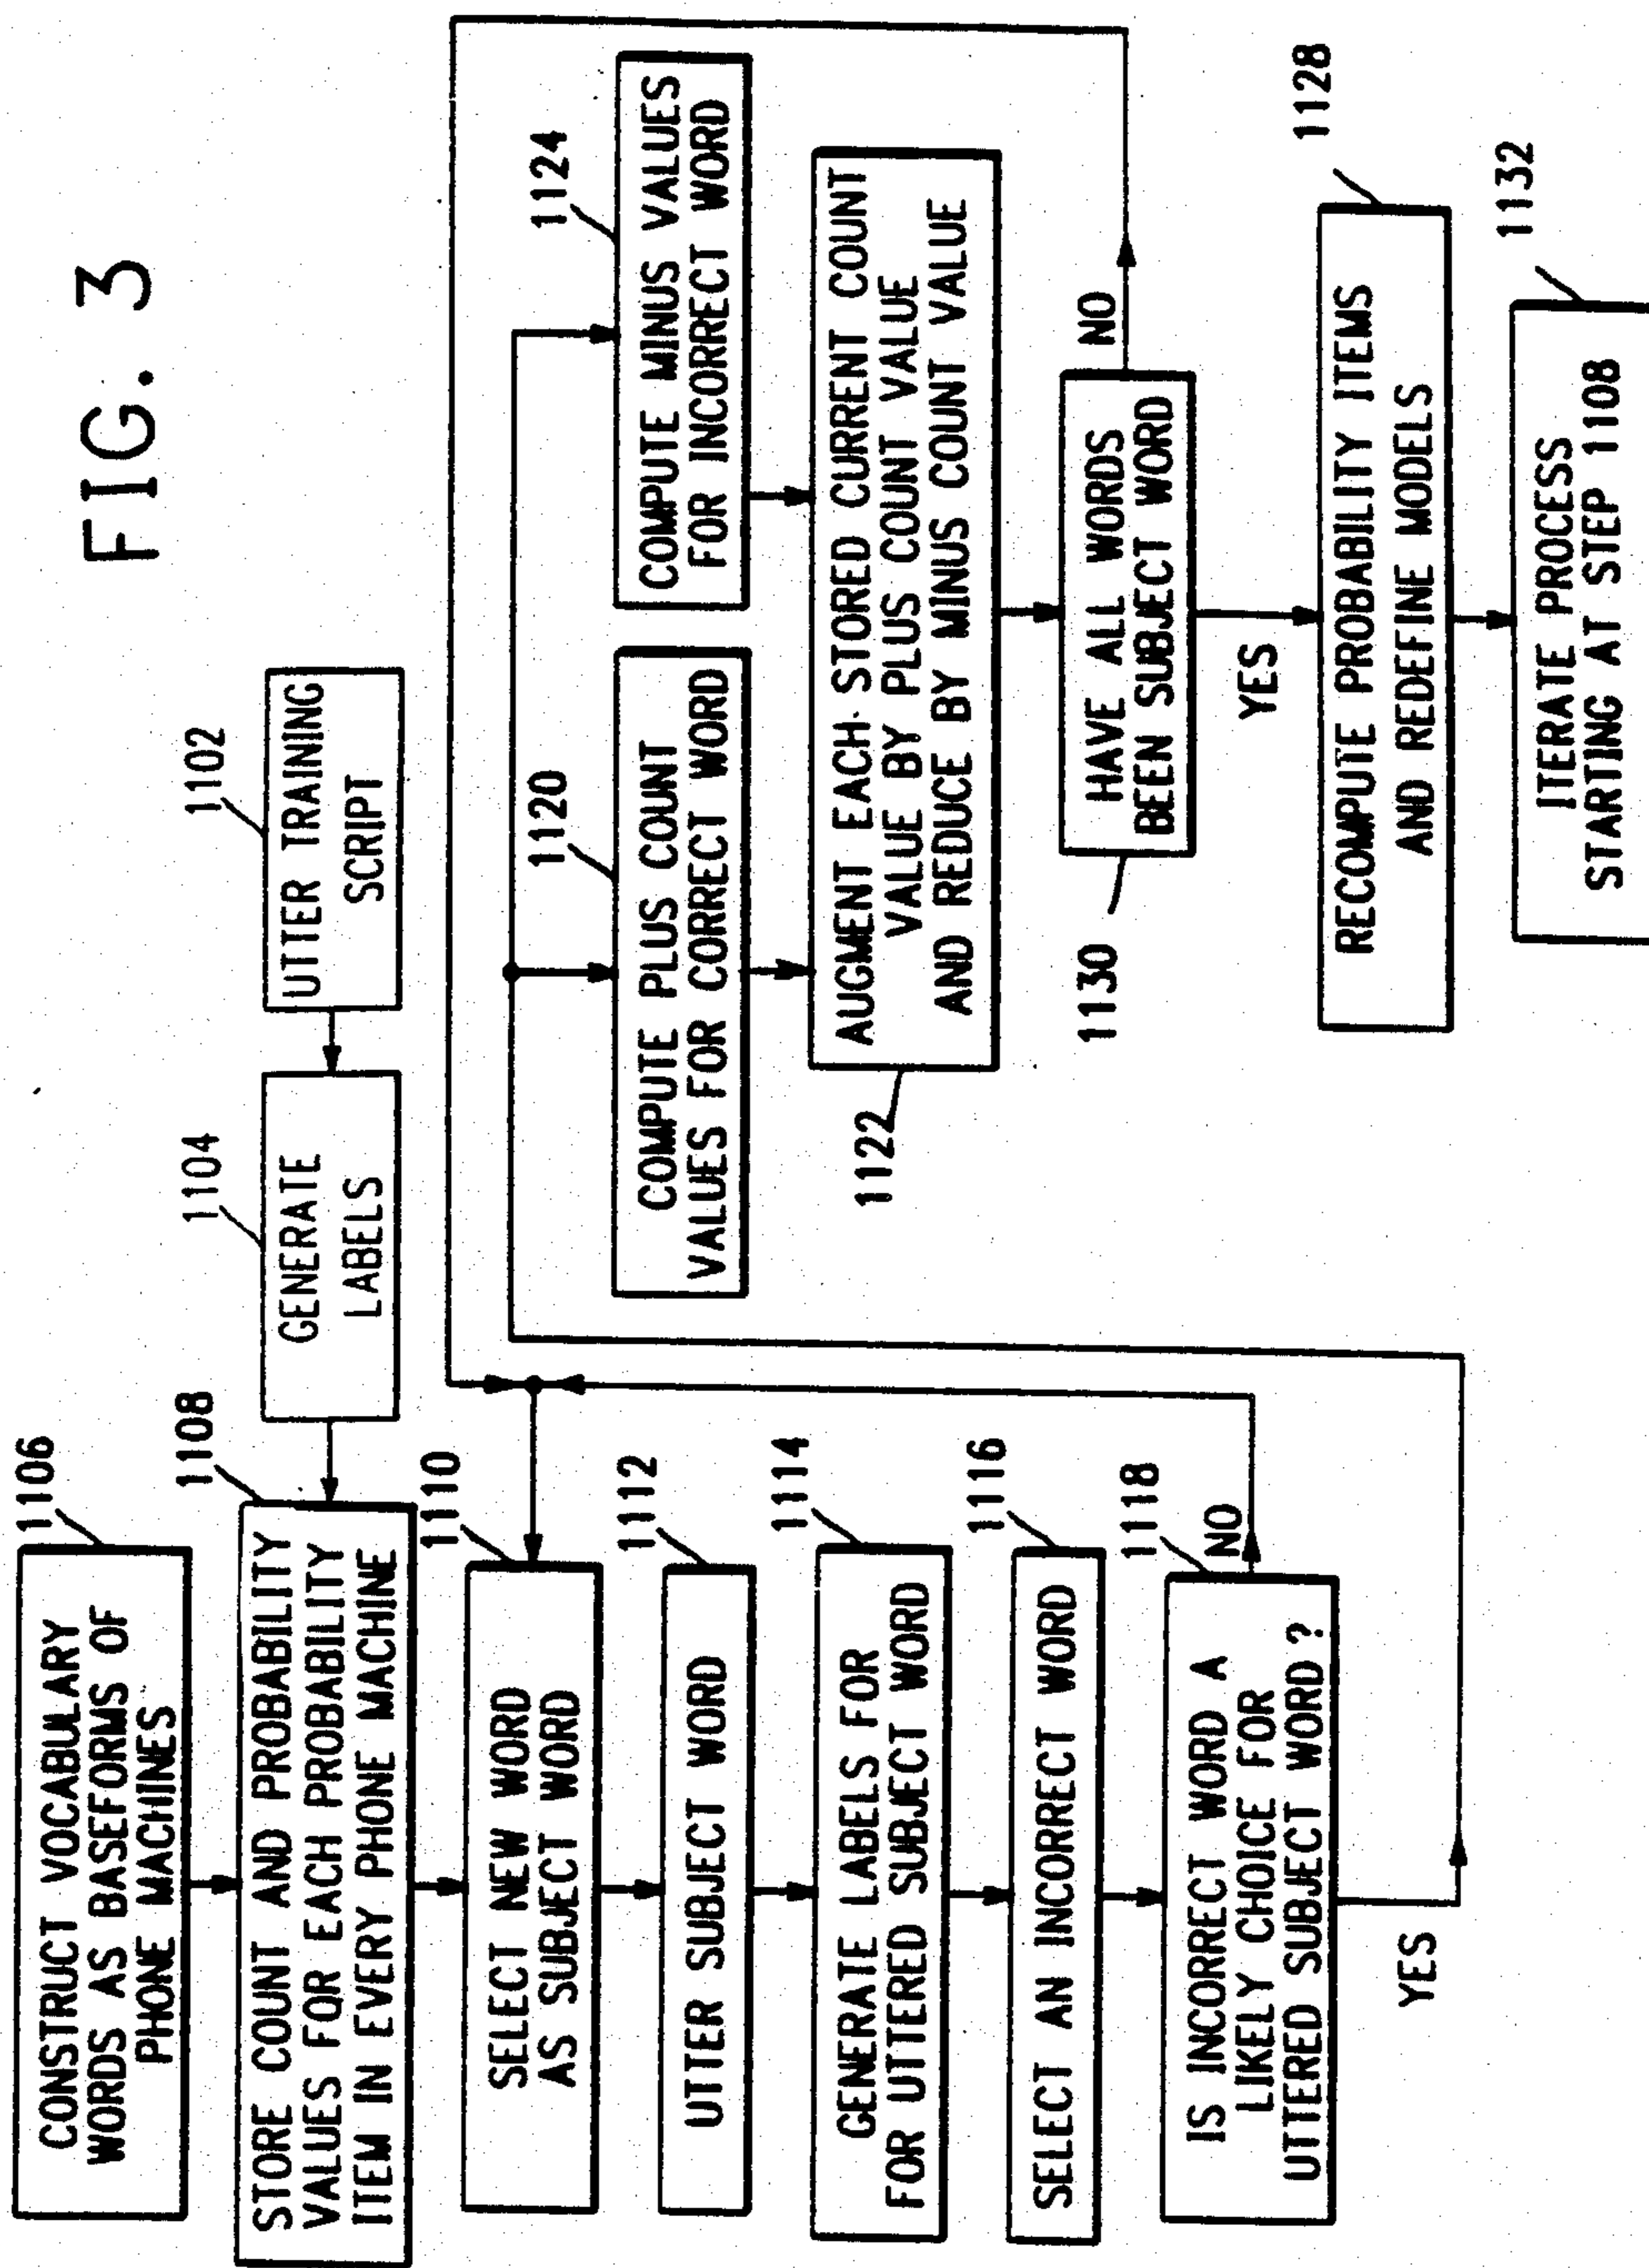 FIG. 3
1106
CONSTRUCT VOCABULARY
WORDS AS BASEFORMS OF
PHONE MACHINES
1108
STORE COUNT AND PROBABILITY
VALUES FOR EACH PROBABILITY
ITEM IN EVERY PHONE MACHINE
1104
GENERATE
LABELS
1102
UTTER TRAINING
SCRIPT
1110
SELECT NEW WORD
AS SUBJECT WORD
1112
UTTER SUBJECT WORD
1114
GENERATE LABELS FOR
FOR UTTERED SUBJECT WORD
1116
SELECT AN INCORRECT WORD
1118
IS INCORRECT WORD A
LIKELY CHOICE FOR
UTTERED SUBJECT WORD ?
NO
YES
1120
COMPUTE PLUS COUNT
VALUES FOR CORRECT WORD
1124
COMPUTE MINUS VALUES
FOR INCORRECT WORD
1122
AUGMENT EACH STORED CURRENT COUNT
VALUE BY PLUS COUNT VALUE
AND REDUCE BY MINUS COUNT VALUE
1130
HAVE ALL WORDS
BEEN SUBJECT WORD
NO
YES
1128
RECOMPUTE PROBABILITY ITEMS
AND REDEFINE MODELS
1132
ITERATE PROCESS
STARTING AT STEP 1108